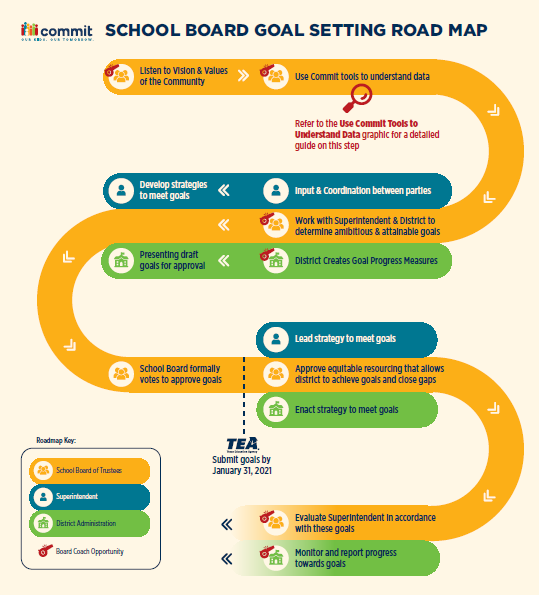 commit
OUR KIDS. OUR TOMORROW.
SCHOOL BOARD GOAL SETTING ROAD MAP
Listen to Vision & Values
of the Community
Use Commit tools to understand data
Refer to the Use Commit Tools to
Understand Data graphic for a detailed
guide on this step
Develop strategies
to meet goals
Input & Coordination between parties
Work with Superintendent & District to
determine ambitious & attainable goals
Presenting draft
goals for approval
District Creates Goal Progress Measures
Lead strategy to meet goals
School Board formally
votes to approve goals
Approve equitable resourcing that allows
district to achieve goals and close gaps
Enact strategy to meet goals
TEA
Texas Education Agency
Submit goals by
January 31, 2021
Roadmap Key:
School Board of Trustees
Superintendent
District Administration
Board Coach Opportunity
Evaluate Superintendent in accordance
with these goals
Monitor and report progress
towards goals